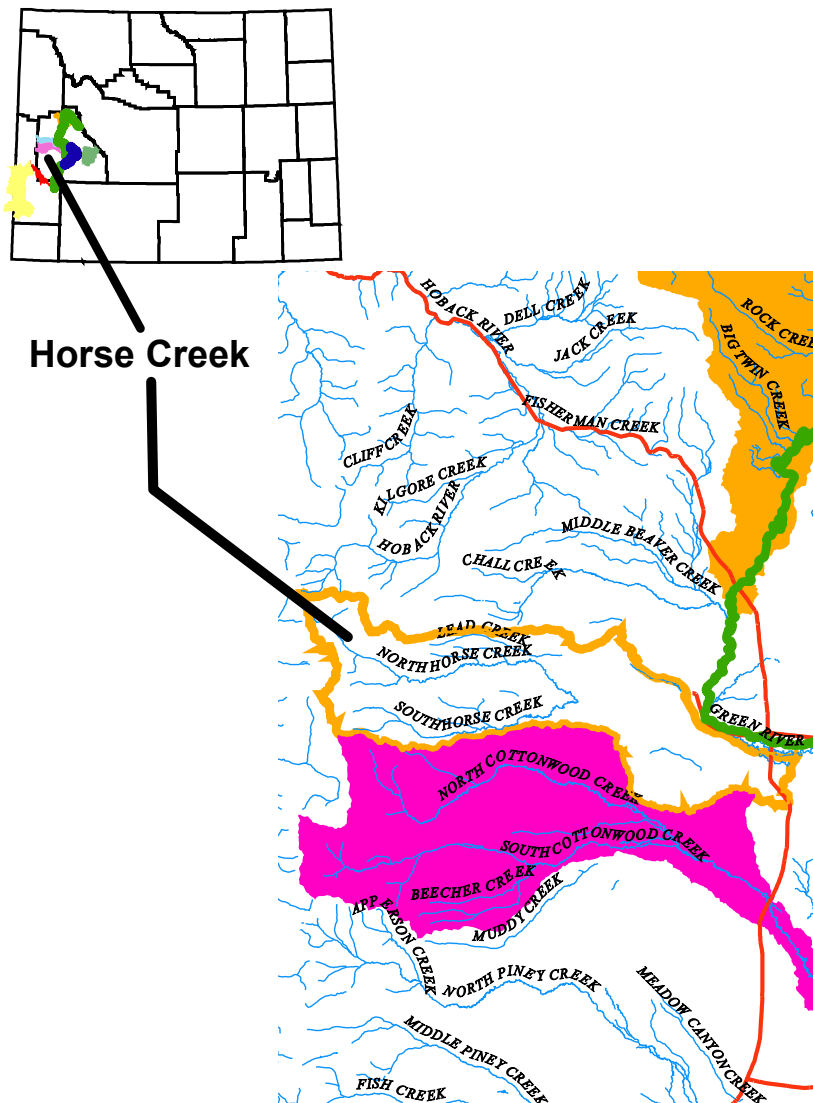 Horse Creek
HOBACK RIVER
DELL CREEK
JACK CREEK
ROCK CREE
BIG TWIN CREEK
FISHERMAN CREEK
CLIFF CREEK
KILGORE CREEK
HOBACK RIVER
MIDDLE BEAVER CREEK
CHALL CREEK
LEAD CREEK
NORTH HORSE CREEK
SOUTH HORSE CREEK
GREEN RIVER
NORTH COTTONWOOD CREEK
SOUTH COTTONWOOD CREEK
BEECHER CREEK
APPERSON CREEK
MUDDY CREEK
NORTH PINEY CREEK
MEADOW CANYON CREEK
MIDDLE PINEY CREEK
FISH CREEK